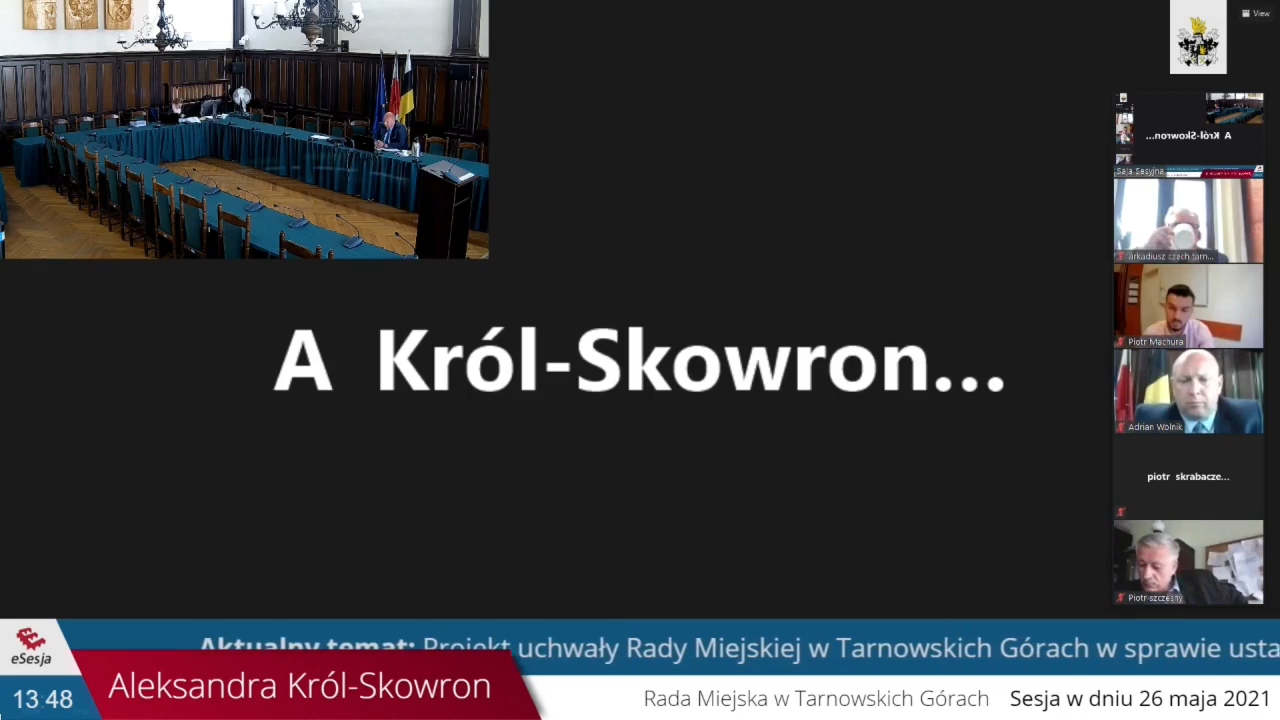 View
A Król-Skowron...
Sala Sesyjna
arkadiusz czech tarn...
Piotr Machura
Adrian Wolnik
piotr skrabacze...
Piotr szczęsny
A Król-Skowron...
eSesja
Aktualny temat: Projekt uchwały Rady Miejskiej w Tarnowskich Górach w sprawie usta
13:48
Aleksandra Król-Skowron
Rada Miejska w Tarnowskich Górach
Sesja w dniu 26 maja 2021